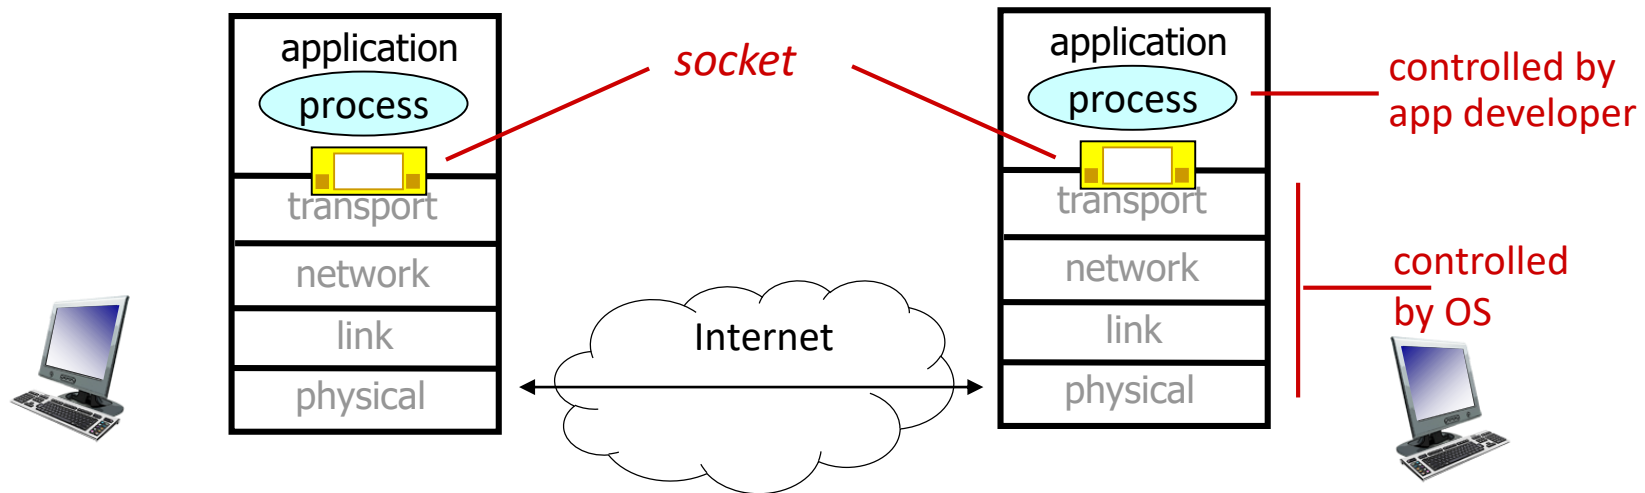 application
process
transport
network
link
physical
socket
Internet
application
process
transport
network
link
physical
controlled by
app developer
controlled
by OS